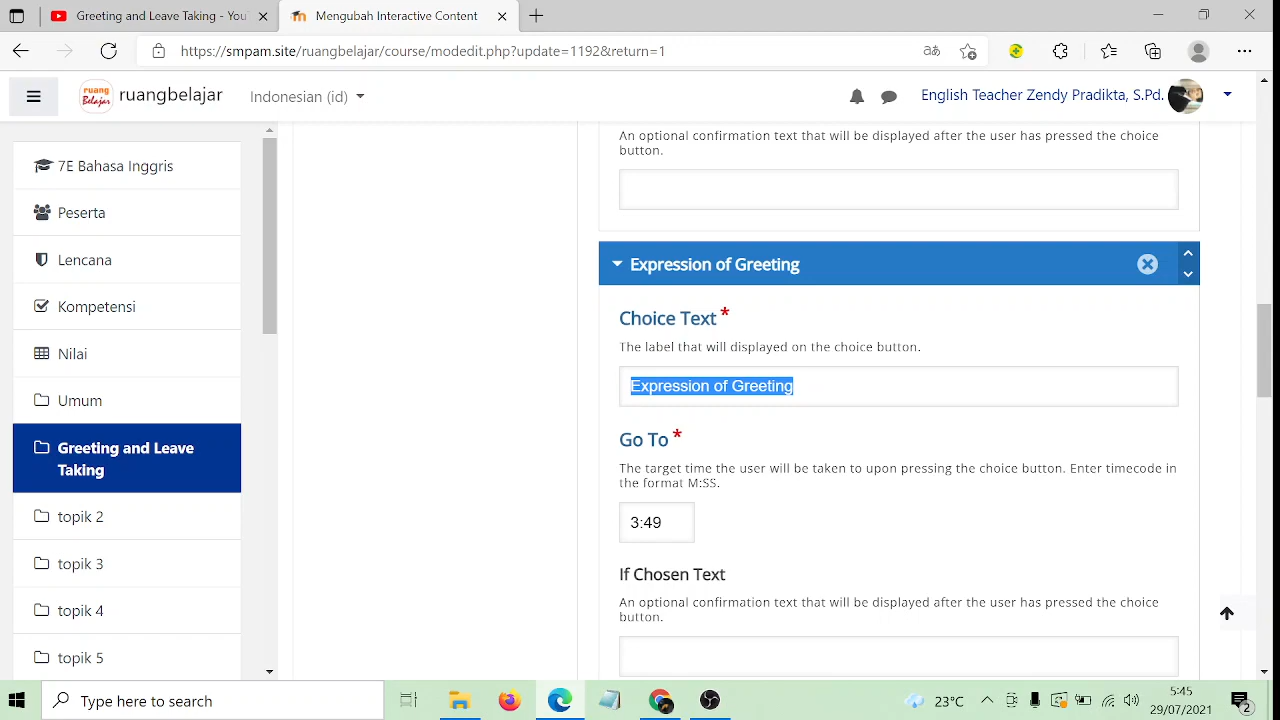 Greeting and Leave Taking - You
Mengubah Interactive Content
https://smpam.site/ruangbelajar/course/modedit.php?update=1192&return=1
ruang Belajar
ruangbelajar
Indonesian (id)
English Teacher Zendy Pradikta, S.Pd.
7E Bahasa Inggris
Peserta
Lencana
Kompetensi
Nilai
Umum
Greeting and Leave
Taking
topik 2
topik 3
topik 4
topik 5
An optional confirmation text that will be displayed after the user has pressed the choice
button.
Expression of Greeting
Choice Text *
The label that will displayed on the choice button.
Expression of Greeting
Go To *
The target time the user will be taken to upon pressing the choice button. Enter timecode in
the format M:SS.
3:49
If Chosen Text
An optional confirmation text that will be displayed after the user has pressed the choice
button.
Type here to search
23°C
5:45
29/07/2021
2